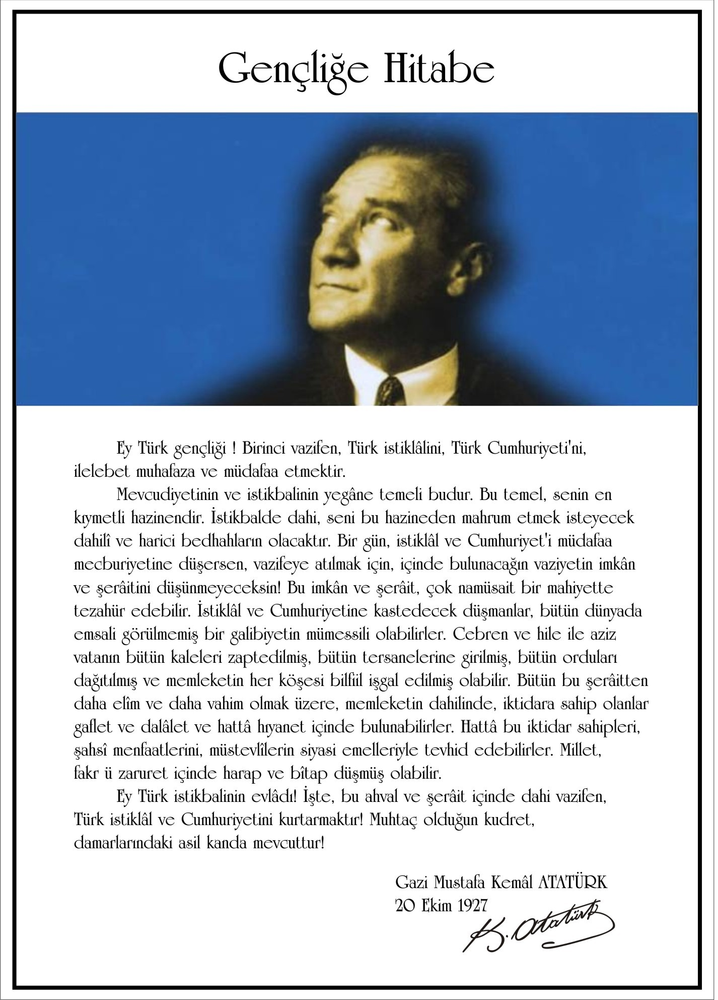 Gençliğe Hitabe
Ey Türk gençliği ! Birinci vazifen, Türk istiklâlini, Türk Cumhuriyeti'ni,
ilelebet muhafaza ve müdafaa etmektir.
Mevcudiyetinin ve istikbalinin yegâne temeli budur. Bu temel, senin en
kıymetli hazinendir. İstikbalde dahi, seni bu hazineden mahrum etmek isteyecek
dahilî ve harici bedhahların olacaktır. Bir gün, istiklâl ve Cumhuriyet'i müdafaa
mecburiyetine düşersen, vazifeye atılmak için, içinde bulunacağın vaziyetin imkân
ve şerâitini düşünmeyeceksin! Bu imkân ve şerâit, çok namüsait bir mahiyette
tezahür edebilir. İstiklâl ve Cumhuriyetine kastedecek düşmanlar, bütün dünyada
emsali görülmemiş bir galibiyetin mümessili olabilirler. Cebren ve hile ile aziz
vatanın bütün kaleleri zaptedilmiş, bütün tersanelerine girilmiş, bütün orduları
dağıtılmış ve memleketin her köşesi bilfiil işgal edilmiş olabilir. Bütün bu şerâitten
daha elîm ve daha vahim olmak üzere, memleketin dahilinde, iktidara sahip olanlar
gaflet ve dalâlet ve hattâ hıyanet içinde bulunabilirler. Hattâ bu iktidar sahipleri,
şahsî menfaatlerini, müstevlîlerin siyasi emelleriyle tevhid edebilirler. Millet,
fakr ü zaruret içinde harap ve bîtap düşmüş olabilir.
Ey Türk istikbalinin evlâdı! İşte, bu ahval ve şerâit içinde dahi vazifen,
Türk istiklâl ve Cumhuriyetini kurtarmaktır! Muhtaç olduğun kudret,
damarlarındaki asil kanda mevcuttur!
Gazi Mustafa Kemâl ATATÜRK
20 Ekim 1927
K. Atatürk